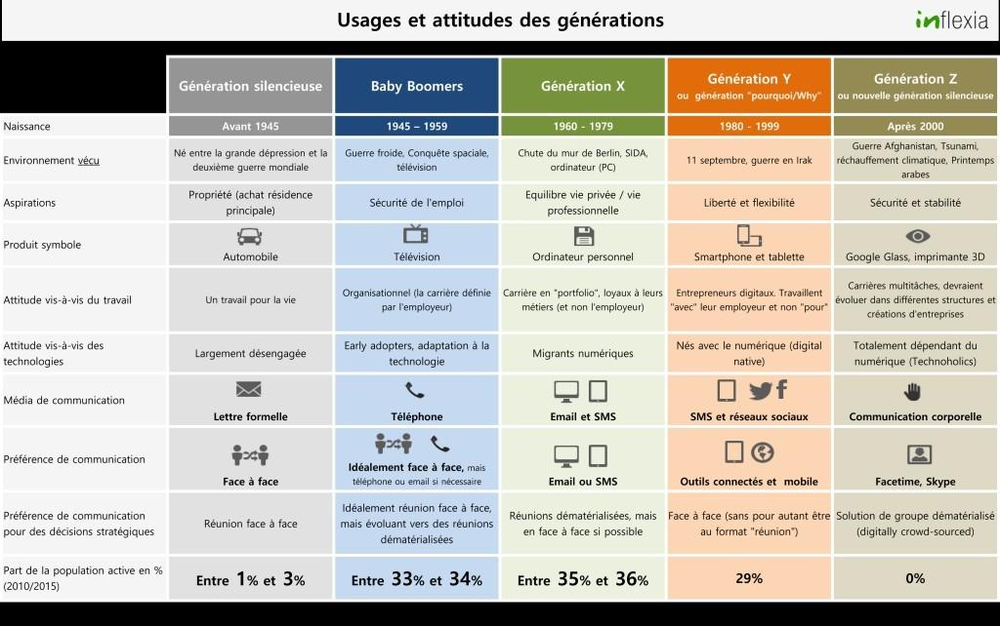 Usages et attitudes des générations
inflexia
Génération silencieuse
Baby Boomers
Génération X
Génération Y
ou génération "pourquoi/Why"
Génération Z
ou nouvelle génération silencieuse
Naissance
Avant 1945
1945 – 1959
1960 - 1979
1980 - 1999
Après 2000
Environnement vécu
Né entre la grande dépression et la
deuxième guerre mondiale
Guerre froide, Conquête spaciale,
télévision
Chute du mur de Berlin, SIDA,
ordinateur (PC)
11 septembre, guerre en Irak
Guerre Afghanistan, Tsunami,
réchauffement climatique, Printemps
arabes
Aspirations
Propriété (achat résidence
principale)
Sécurité de l'emploi
Equilibre vie privée / vie
professionnelle
Liberté et flexibilité
Sécurité et stabilité
Produit symbole
Automobile
Télévision
Ordinateur personnel
Smartphone et tablette
Google Glass, imprimante 3D
Attitude vis-à-vis du travail
Un travail pour la vie
Organisationnel (la carrière définie
par l'employeur)
Carrière en "portfolio", loyaux à leurs
métiers (et non l'employeur)
Entrepreneurs digitaux. Travaillent
"avec" leur employeur et non "pour"
Carrières multitâches, devraient
évoluer dans différentes structures et
créations d'entreprises
Attitude vis-à-vis des
technologies
Largement désengagée
Early adopters, adaptation à la
technologie
Migrants numériques
Nés avec le numérique (digital
native)
Totalement dépendant du
numérique (Technoholics)
Média de communication
Lettre formelle
Téléphone
Email et SMS
SMS et réseaux sociaux
Communication corporelle
Préférence de communication
Face à face
Idéalement face à face, mais
téléphone ou email si nécessaire
Email ou SMS
Outils connectés et mobile
Facetime, Skype
Préférence de communication
pour des décisions stratégiques
Réunion face à face
Idéalement réunion face à face,
mais évoluant vers des réunions
dématérialisées
Réunions dématérialisées, mais
en face à face si possible
Face à face (sans pour autant être
au format "réunion")
Solution de groupe dématérialisé
(digitally crowd-sourced)
Part de la population active en %
(2010/2015)
Entre 1% et 3%
Entre 33% et 34%
Entre 35% et 36%
29%
0%